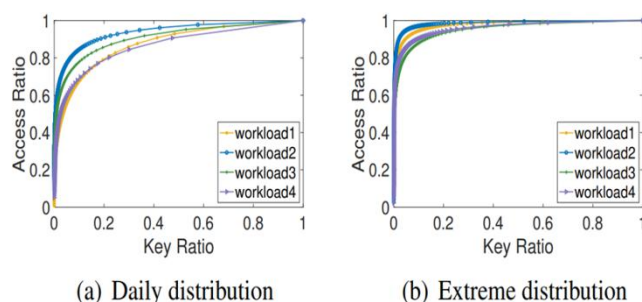 1
0.8
0.6
0.4
0.2
0
Access Ratio
0 0.2 0.4 0.6 0.8 1
Key Ratio
workload1
workload2
workload3
workload4
(a) Daily distribution
1
0.8
0.6
0.4
0.2
0
Access Ratio
0 0.2 0.4 0.6 0.8 1
Key Ratio
workload1
workload2
workload3
workload4
(b) Extreme distribution